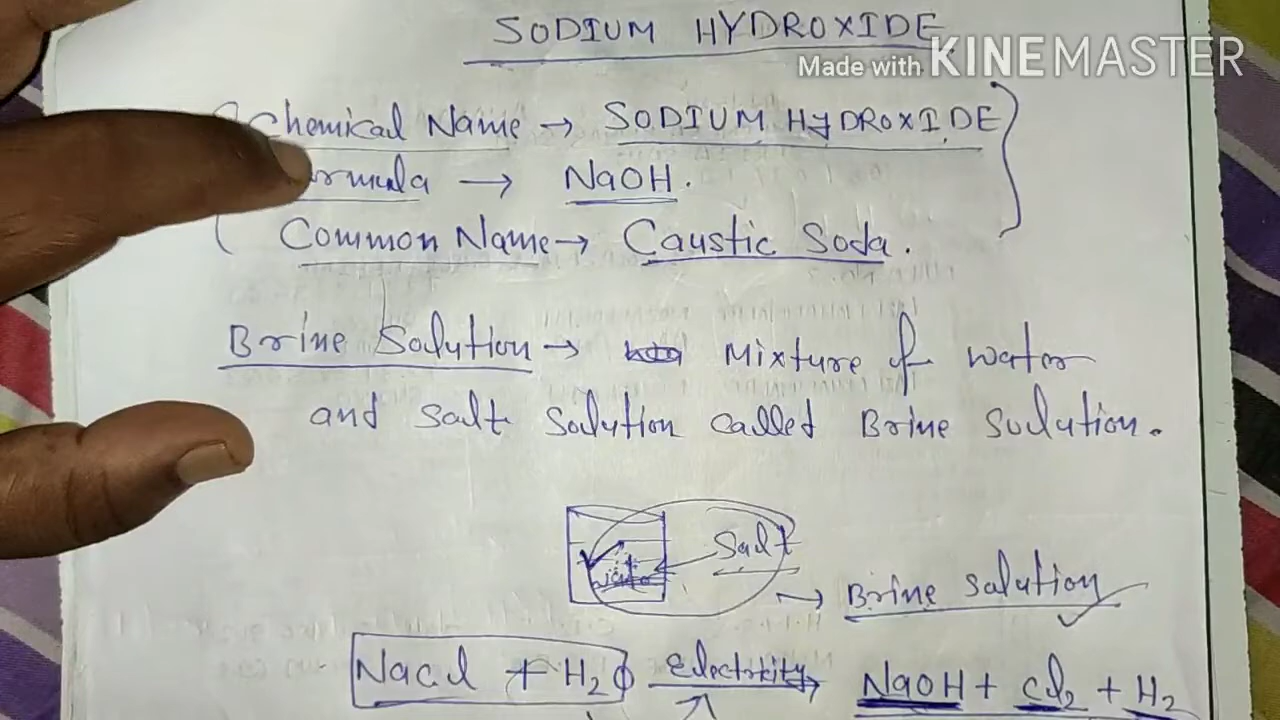 SODIUM HYDROXIDE
Made with KINEMASTER
Chemical Name → SODIUM HyDROXIDE
ormula → NaOH.
Common Name → Caustic Soda.
Brine Solution → Mixture of water
and Salt Solution called Brine Solution.
Salt
water
→ Brine Solution
NaCl + H2O Electricity → NaOH + Cl2 + H2